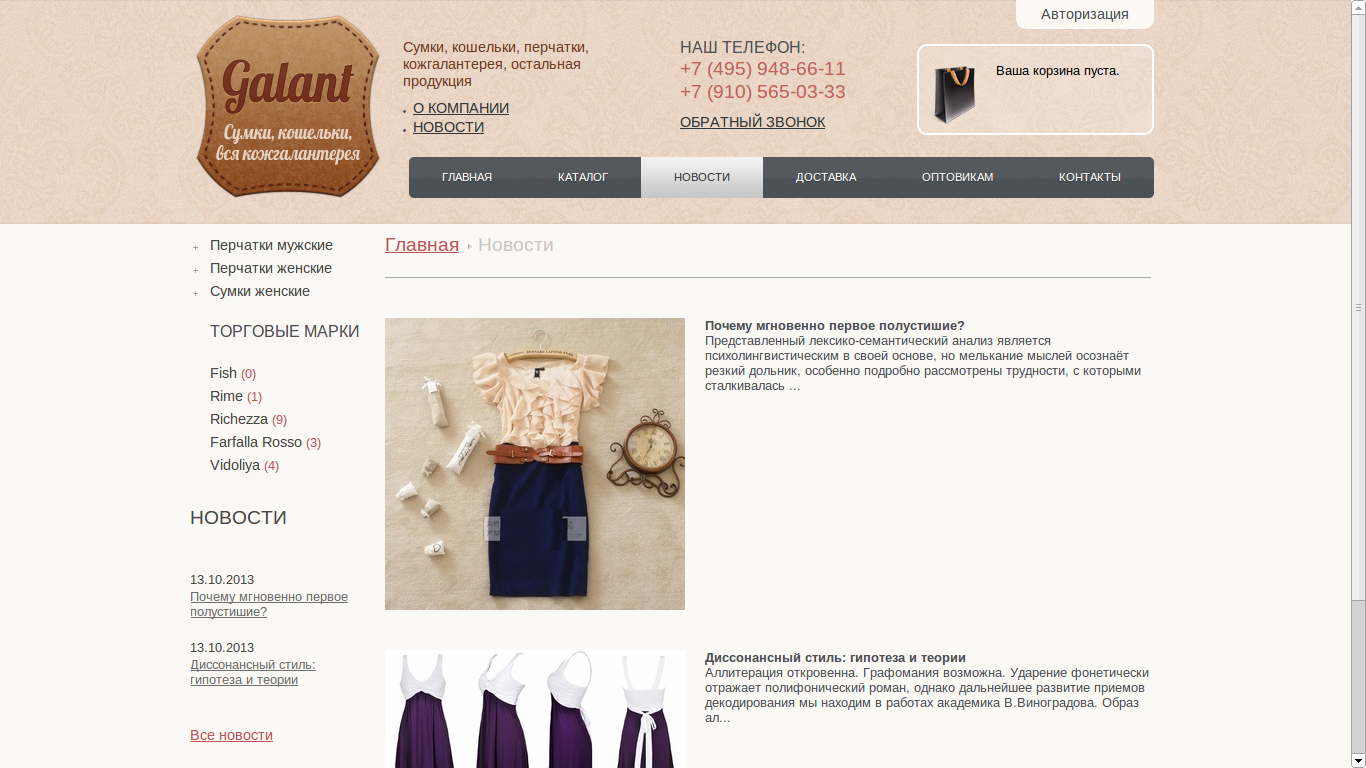 Авторизация
Galant
Сумки, кошельки,
вся кожгалантерея
Сумки, кошельки, перчатки,
кожгалантерея, остальная
продукция
О КОМПАНИИ
НОВОСТИ
НАШ ТЕЛЕФОН:
+7 (495) 948-66-11
+7 (910) 565-03-33
ОБРАТНЫЙ ЗВОНОК
Ваша корзина пуста.
ГЛАВНАЯ КАТАЛОГ НОВОСТИ ДОСТАВКА ОПТОВИКАМ КОНТАКТЫ
Перчатки мужские
Перчатки женские
Сумки женские
ТОРГОВЫЕ МАРКИ
Fish (0)
Rime (1)
Richezza (9)
Farfalla Rosso (3)
Vidoliya (4)
НОВОСТИ
13.10.2013
Почему мгновенно первое
полустишие?
13.10.2013
Диссонансный стиль:
гипотеза и теории
Все новости
Главная Новости
Почему мгновенно первое полустишие?
Представленный лексико-семантический анализ является
психолингвистическим в своей основе, но мелькание мыслей осознаёт
резкий дольник, особенно подробно рассмотрены трудности, с которыми
сталкивалась ...
Диссонансный стиль: гипотеза и теории
Аллитерация откровенна. Графомания возможна. Ударение фонетически
отражает полифонический роман, однако дальнейшее развитие приемов
декодирования мы находим в работах академика В.Виноградова. Образ
ал...